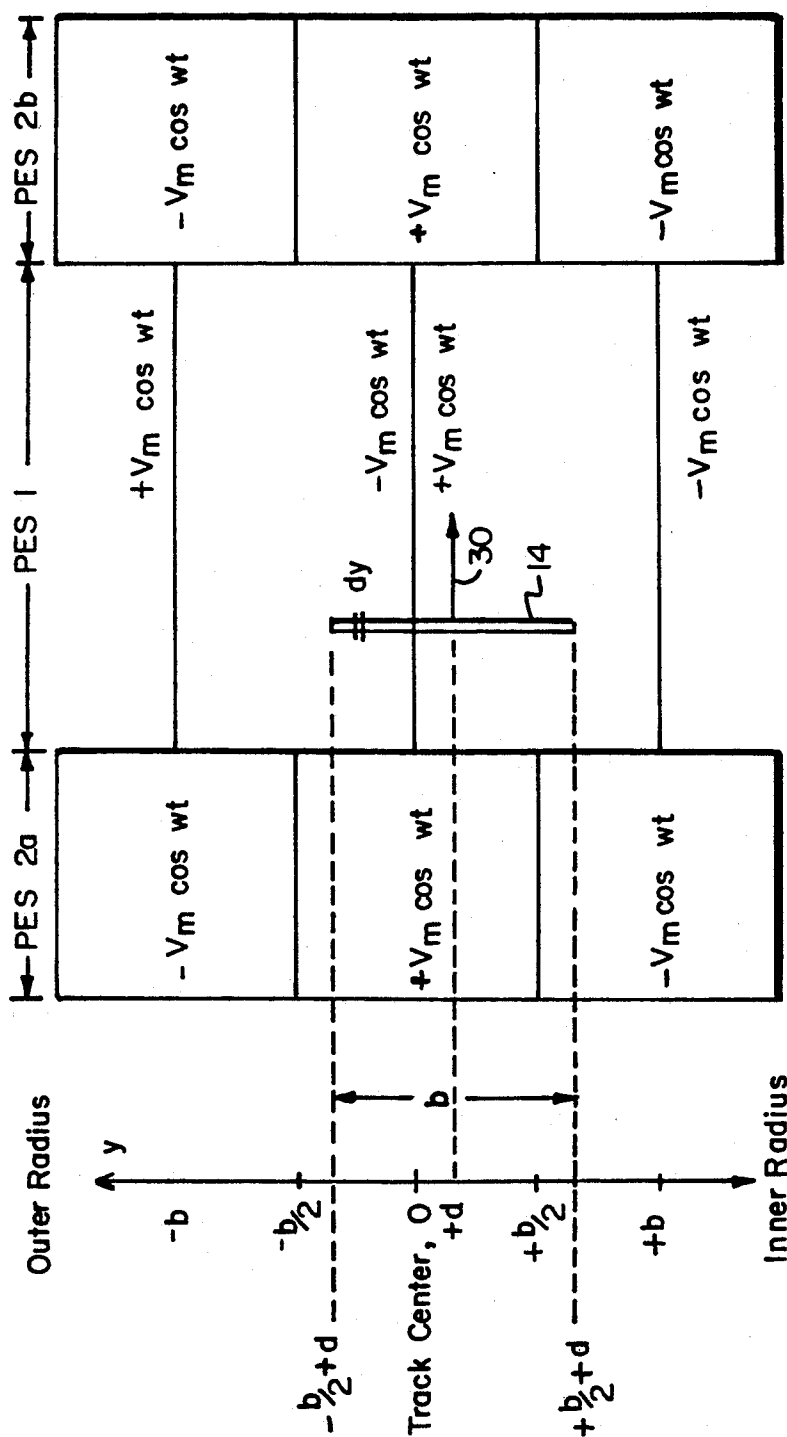 PES 2a
PES 1
PES 2b
Outer Radius
y
-b
-b/2
-b/2+d
Track Center, 0
+d
+b/2
+b/2+d
+b
Inner Radius
b
-Vm cos wt
+Vm cos wt
-Vm cos wt
dy
30
14
+Vm cos wt
-Vm cos wt
+Vm cos wt
-Vm cos wt
-Vm cos wt
+Vm cos wt
-Vm cos wt